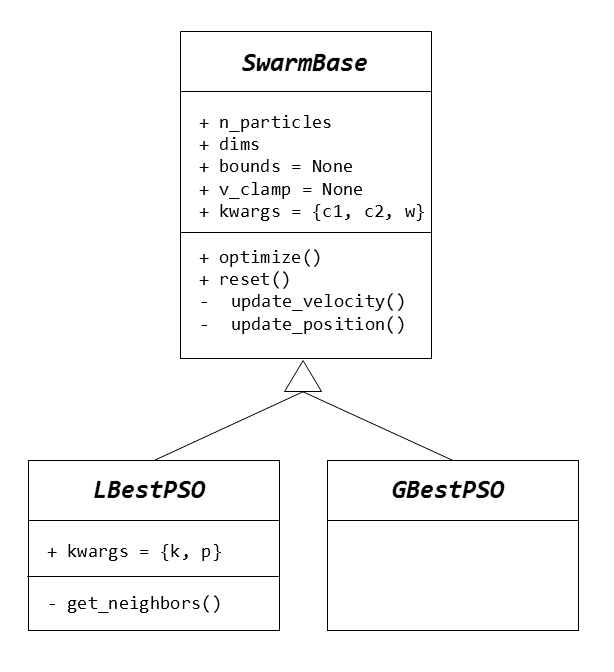 SwarmBase
+ n_particles
+ dims
+ bounds = None
+ v_clamp = None
+ kwargs = {c1, c2, w}
+ optimize()
+ reset()
-  update_velocity()
-  update_position()
LBestPSO
+ kwargs = {k, p}
- get_neighbors()
GBestPSO